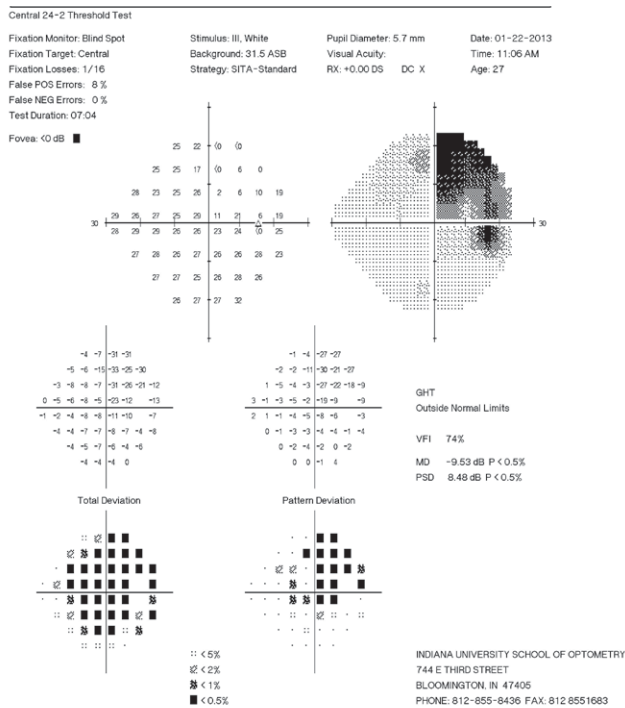 Central 24-2 Threshold Test
Fixation Monitor: Blind Spot
Fixation Target: Central
Fixation Losses: 1/16
False POS Errors: 8 %
False NEG Errors: 0 %
Test Duration: 07:04
Fovea: <0 dB ■
Stimulus: III, White
Background: 31.5 ASB
Strategy: SITA-Standard
Pupil Diameter: 5.7 mm
Visual Acuity:
RX: +0.00 DS DC X
Date: 01-22-2013
Time: 11:06 AM
Age: 27
25 22 <0 <0
25 25 17 <0 6 0
28 23 25 26 2 6 10 19
30 29 26 27 25 29 11 21 6 19
28 29 29 26 26 23 24 <0 25
27 28 26 27 26 28 28 23
27 27 25 26 28 26
26 27 27 32
30
-4 -7 -31 -31
-5 -6 -15 -33 -25 -30
-3 -8 -8 -7 -31 -26 -21 -12
0 -5 -8 -8 -5 -23 -12 -13
-1 -2 -4 -8 -8 -11 -10 -7
-4 -4 -7 -7 -8 -7 -4 -8
-4 -5 -7 -6 -4 -6
-4 -4 -4 0
Total Deviation
-1 -4 -27 -27
-2 -2 -11 -30 -21 -27
1 -5 -4 -3 -27 -22 -18 -9
3 -1 -3 -5 -2 -19 -9 -9
2 1 -1 -4 -5 -8 -6 -3
0 -1 -3 -3 -4 -4 -1 -4
0 -2 -4 -2 0 -2
0 0 -1 4
Pattern Deviation
GHT
Outside Normal Limits
VFI 74%
MD -9.53 dB P < 0.5%
PSD 8.48 dB P < 0.5%
< 5%
< 2%
< 1%
< 0.5%
INDIANA UNIVERSITY SCHOOL OF OPTOMETRY
744 E THIRD STREET
BLOOMINGTON, IN 47405
PHONE: 812-855-8436 FAX: 812 8551683